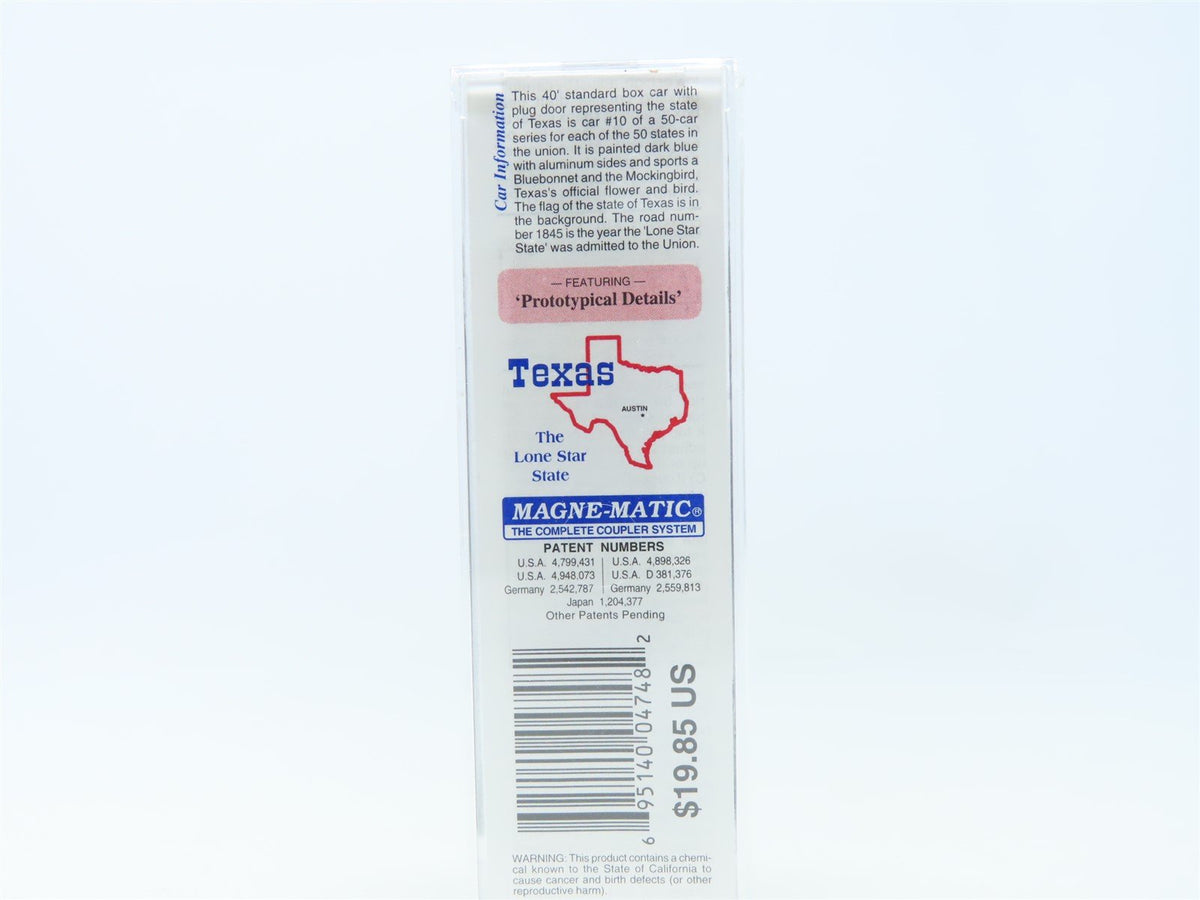 Car Information
This 40' standard box car with
plug door representing the state
of Texas is car #10 of a 50-car
series for each of the 50 states in
the union. It is painted dark blue
with aluminum sides and sports a
Bluebonnet and the Mockingbird,
Texas's official flower and bird.
The flag of the state of Texas is in
the background. The road num-
ber 1845 is the year the 'Lone Star
State' was admitted to the Union.
— FEATURING —
'Prototypical Details'
Texas
AUSTIN
The
Lone Star
State
MAGNE-MATIC®
THE COMPLETE COUPLER SYSTEM
PATENT NUMBERS
U.S.A. 4,799,431 | U.S.A. 4,898,326
U.S.A. 4,948,073 | U.S.A. D 381,376
Germany 2,542,787 | Germany 2,559,813
Japan 1,204,377
Other Patents Pending
6 95140 04748 2
$19.85 US
WARNING: This product contains a chemi-
cal known to the State of California to
cause cancer and birth defects (or other
reproductive harm).